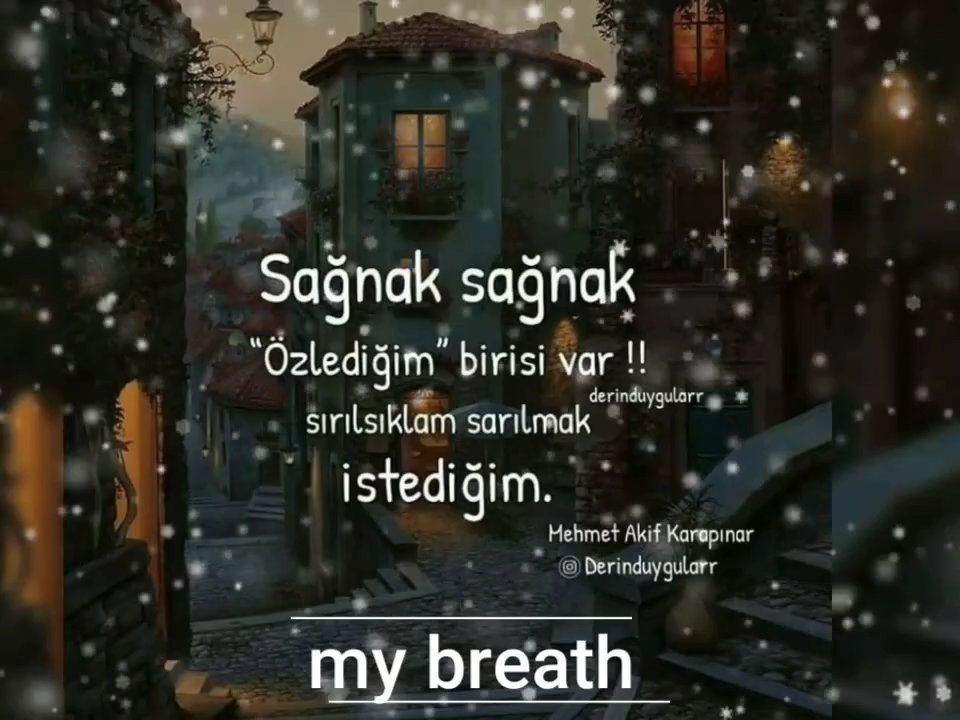 Sağnak sağnak
“Özlediğim” birisi var !!
derinduygularr
sırılsıklam sarılmak
istediğim.
Mehmet Akif Karapınar
Derinduygularr
my breath